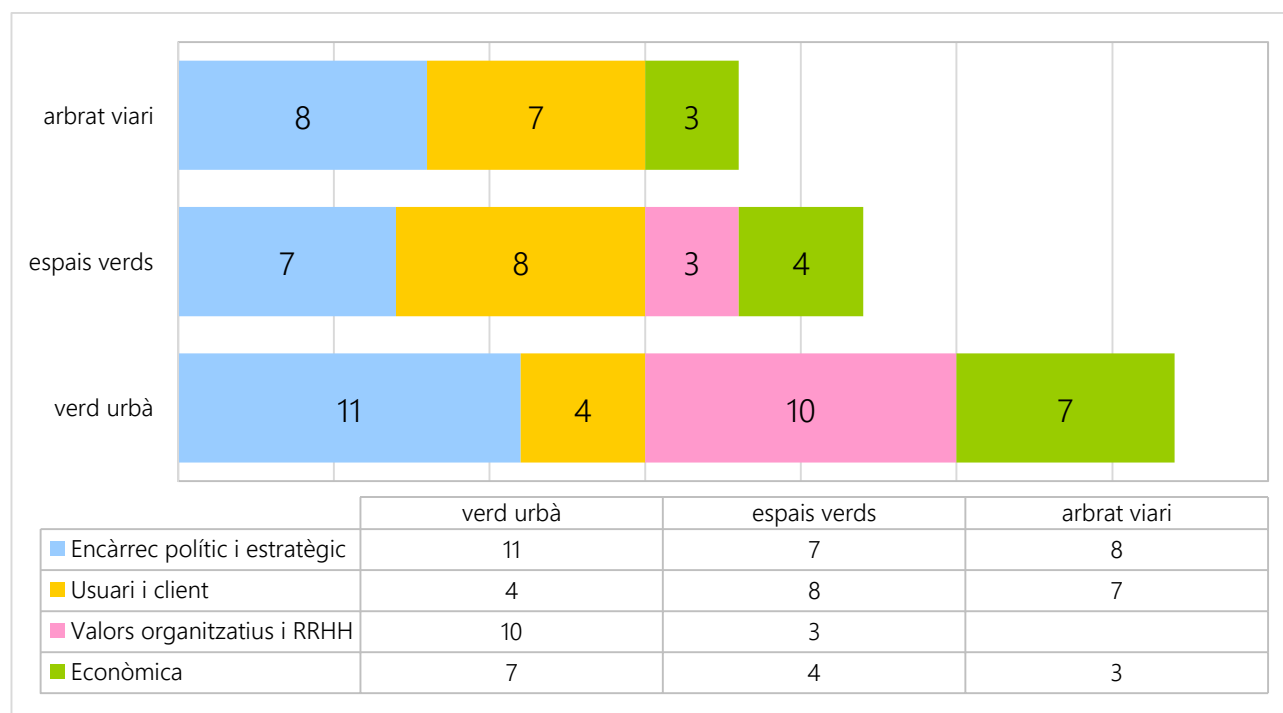 arbrat viari
8 7 3
espais verds
7 8 3 4
verd urbà
11 4 10 7
verd urbà espais verds arbrat viari
Encàrrec polític i estratègic 11 7 8
Usuari i client 4 8 7
Valors organitzatius i RRHH 10 3
Econòmica 7 4 3